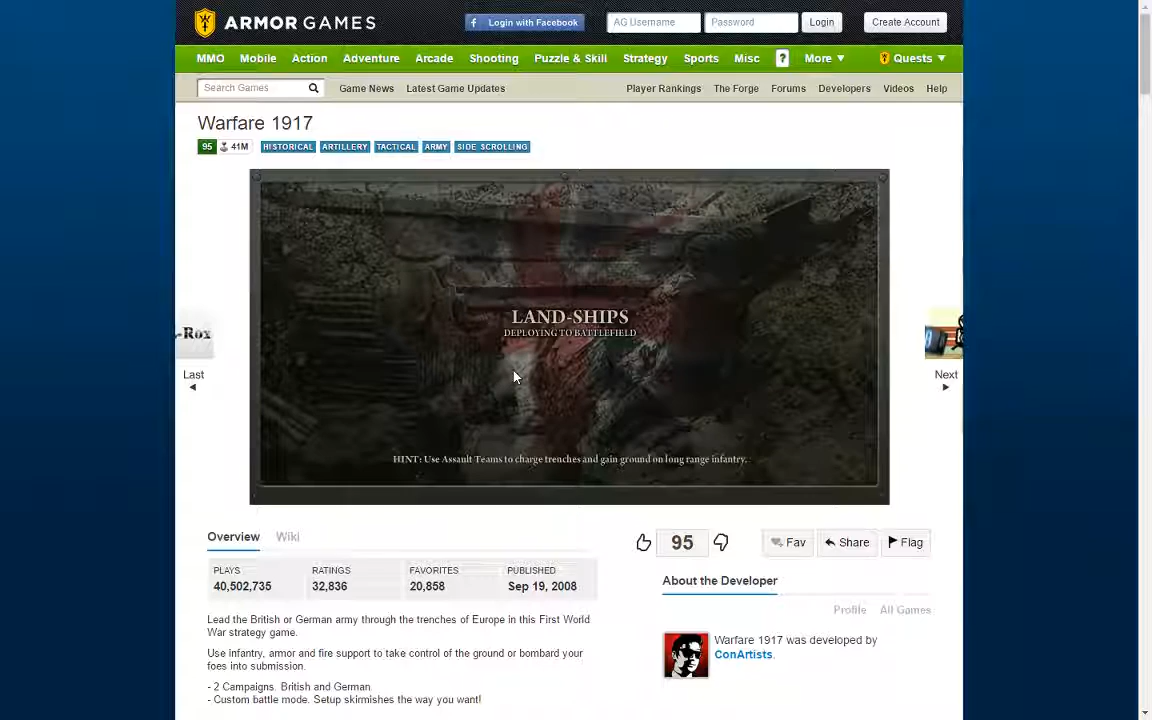 ARMOR GAMES
f Login with Facebook
AG Username
Password
Login
Create Account
MMO Mobile Action Adventure Arcade Shooting Puzzle & Skill Strategy Sports Misc ? More Quests
Search Games
Game News Latest Game Updates Player Rankings The Forge Forums Developers Videos Help
Warfare 1917
95 41M HISTORICAL ARTILLERY TACTICAL ARMY SIDE SCROLLING
LAND-SHIPS
DEPLOYING TO BATTLEFIELD
-Rox
Last
Next
HINT: Use Assault Teams to charge trenches and gain ground on long range infantry.
Overview Wiki
95 Fav Share Flag
PLAYS RATINGS FAVORITES PUBLISHED
40,502,735 32,836 20,858 Sep 19, 2008
About the Developer
Profile All Games
Lead the British or German army through the trenches of Europe in this First World
War strategy game.
Use infantry, armor and fire support to take control of the ground or bombard your
foes into submission.
- 2 Campaigns. British and German.
- Custom battle mode. Setup skirmishes the way you want!
Warfare 1917 was developed by
ConArtists.